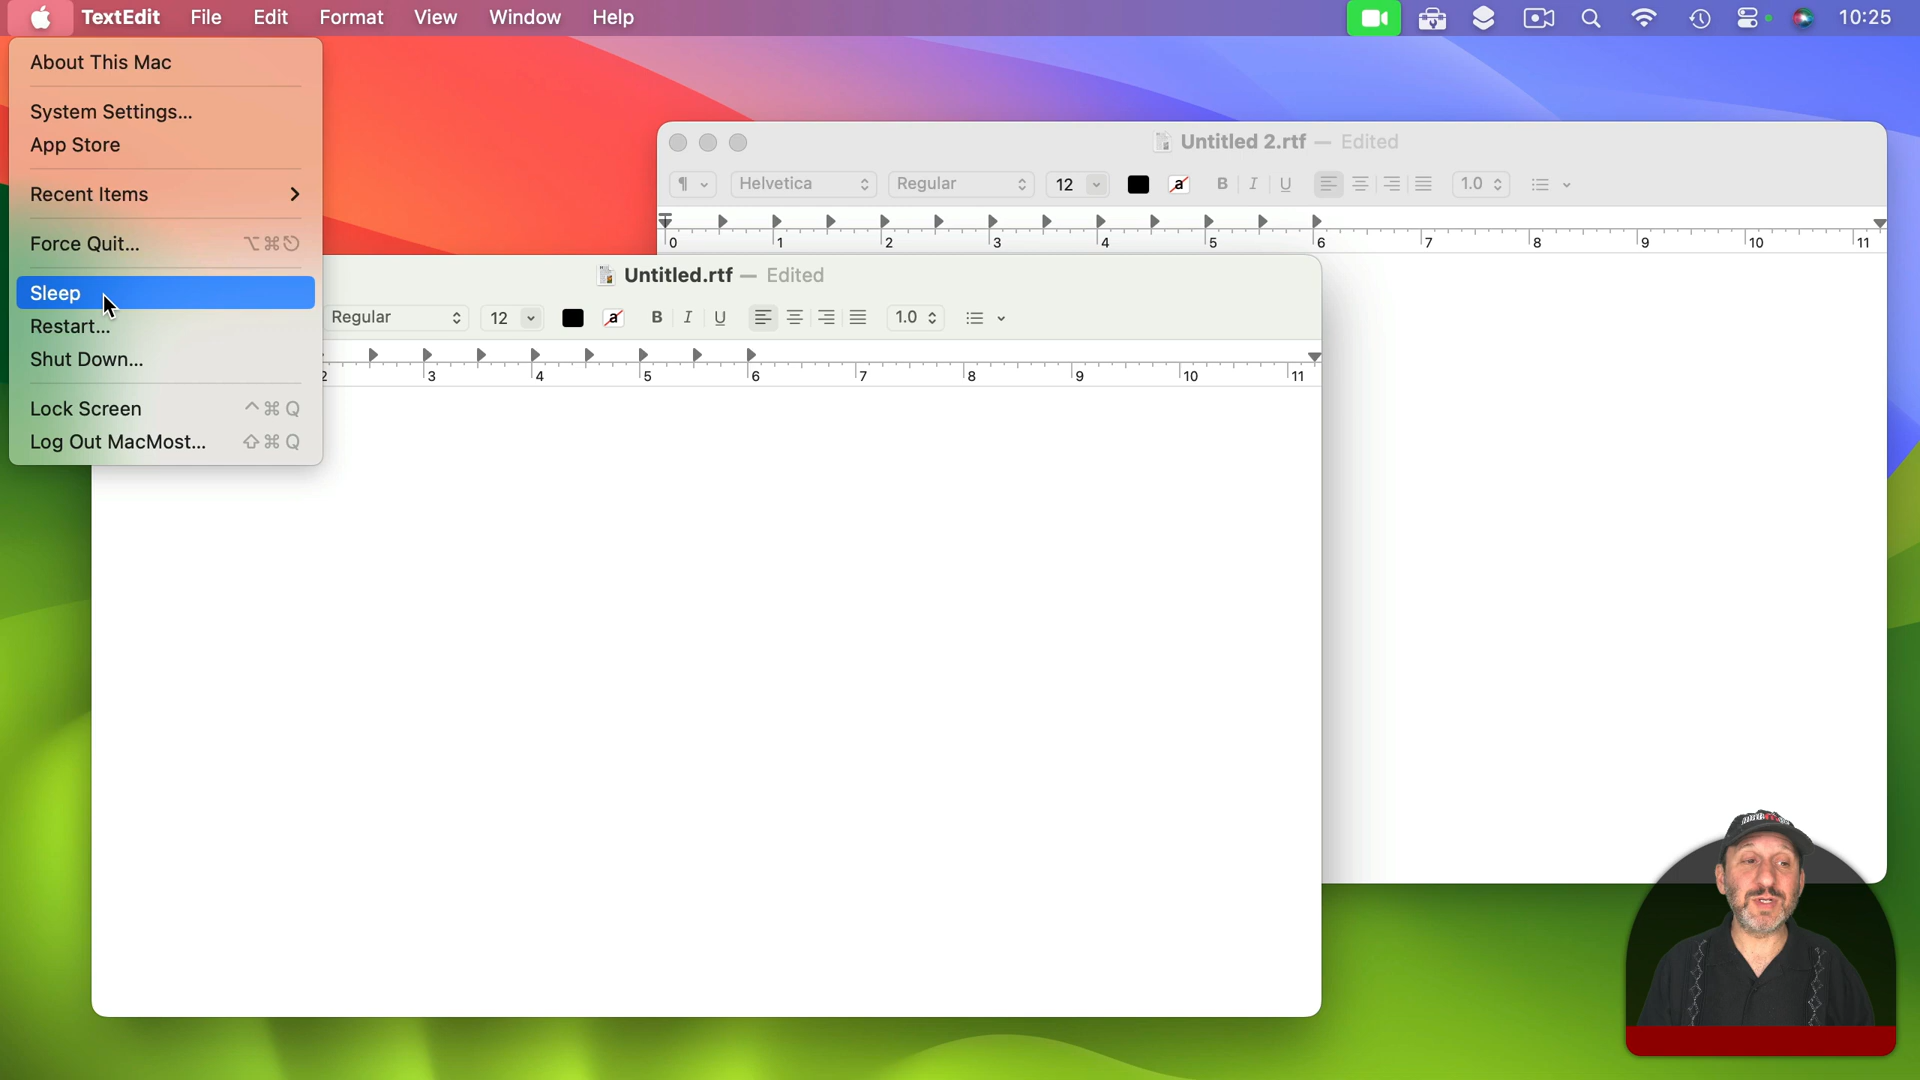 TextEdit File Edit Format View Window Help 10:25
About This Mac
System Settings...
App Store
Recent Items
Force Quit... ⌥⌘⎋
Sleep
Restart...
Shut Down...
Lock Screen ^⌘Q
Log Out MacMost... ⇧⌘Q
Untitled 2.rtf — Edited
¶ Helvetica Regular 12 a B I U 1.0
0 1 2 3 4 5 6 7 8 9 10 11
Untitled.rtf — Edited
Regular 12 a B I U 1.0
2 3 4 5 6 7 8 9 10 11